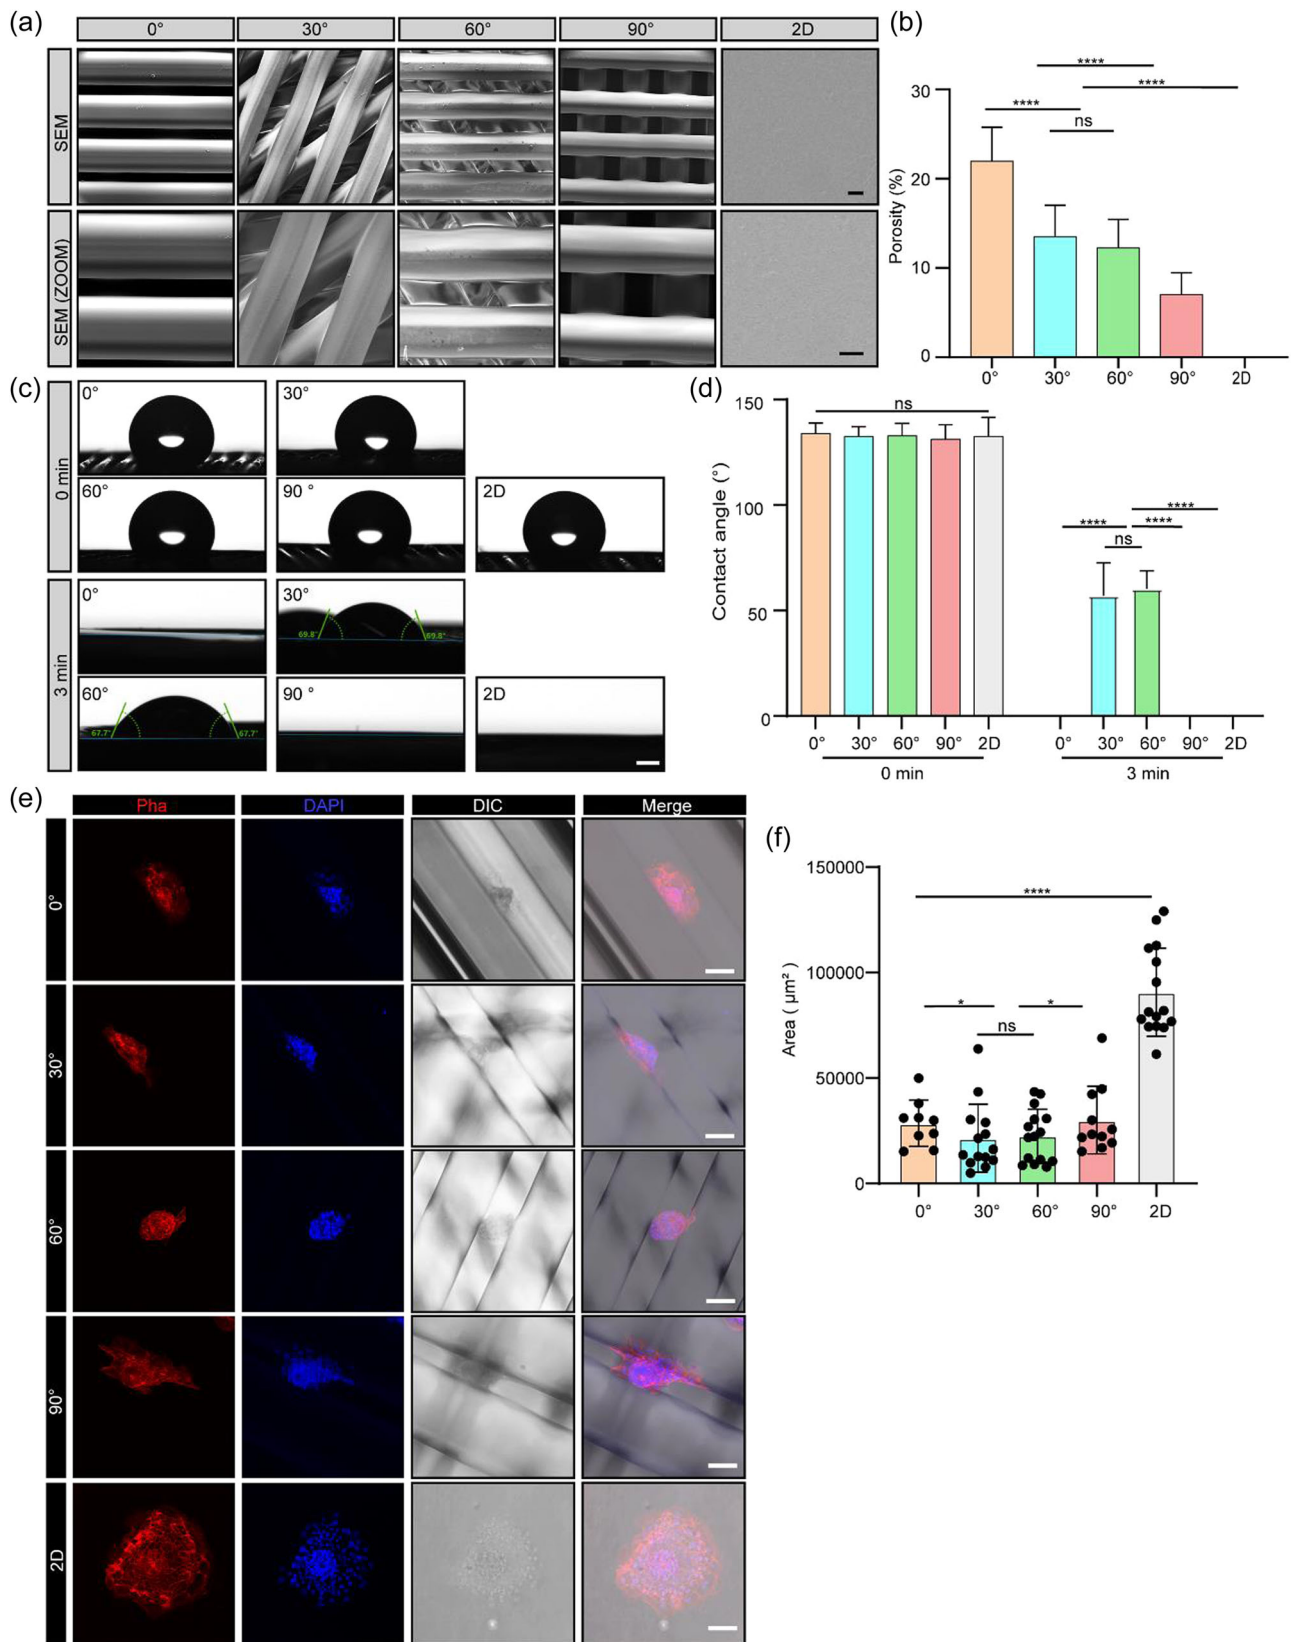 (a)
0° 30° 60° 90° 2D
SEM
SEM (ZOOM)
(b)
****
****
****
ns
30
20
10
0
Porosity (%)
0° 30° 60° 90° 2D
(c)
0 min
0° 30°
60° 90 ° 2D
3 min
0° 30°
69.8° 69.8°
60° 90 ° 2D
67.7° 67.7°
(d)
150
100
50
0
Contact angle (°)
ns
****
**** ****
ns
0° 30° 60° 90° 2D 0° 30° 60° 90° 2D
0 min 3 min
(e)
Pha DAPI DIC Merge
0°
30°
60°
90°
2D
(f)
150000
100000
50000
0
Area ( µm² )
****
* *
ns
0° 30° 60° 90° 2D